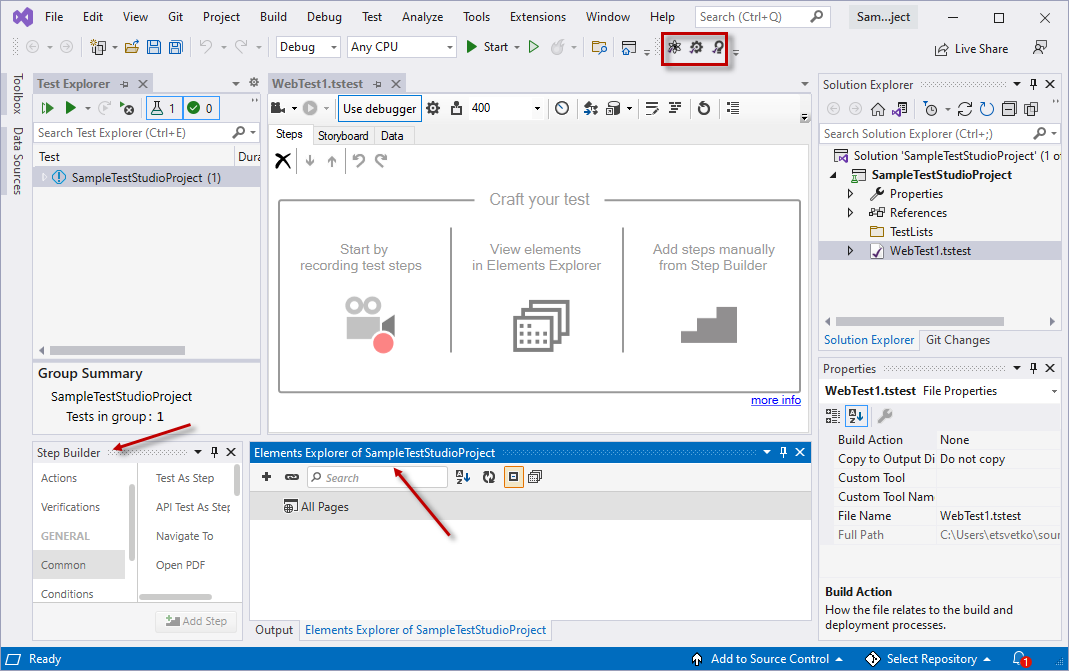 File Edit View Git Project Build Debug Test Analyze Tools Extensions Window Help Search (Ctrl+Q) Sam...ject
Debug Any CPU Start Live Share
Toolbox
Data Sources
Test Explorer
1 0
Search Test Explorer (Ctrl+E)
Test Dura
SampleTestStudioProject (1)
Group Summary
SampleTestStudioProject
Tests in group: 1
WebTest1.tstest
Use debugger 400
Steps Storyboard Data
Craft your test
Start by
recording test steps
View elements
in Elements Explorer
Add steps manually
from Step Builder
more info
Solution Explorer
Search Solution Explorer (Ctrl+;)
Solution 'SampleTestStudioProject' (1 o
SampleTestStudioProject
Properties
References
TestLists
WebTest1.tstest
Solution Explorer Git Changes
Properties
WebTest1.tstest File Properties
Build Action None
Copy to Output Di Do not copy
Custom Tool
Custom Tool Nam
File Name WebTest1.tstest
Full Path C:\Users\etsvetko\sour
Build Action
How the file relates to the build and
deployment processes.
Step Builder
Actions
Verifications
GENERAL
Common
Conditions
Test As Step
API Test As Step
Navigate To
Open PDF
Add Step
Elements Explorer of SampleTestStudioProject
Search
All Pages
Output Elements Explorer of SampleTestStudioProject
Ready Add to Source Control Select Repository 1